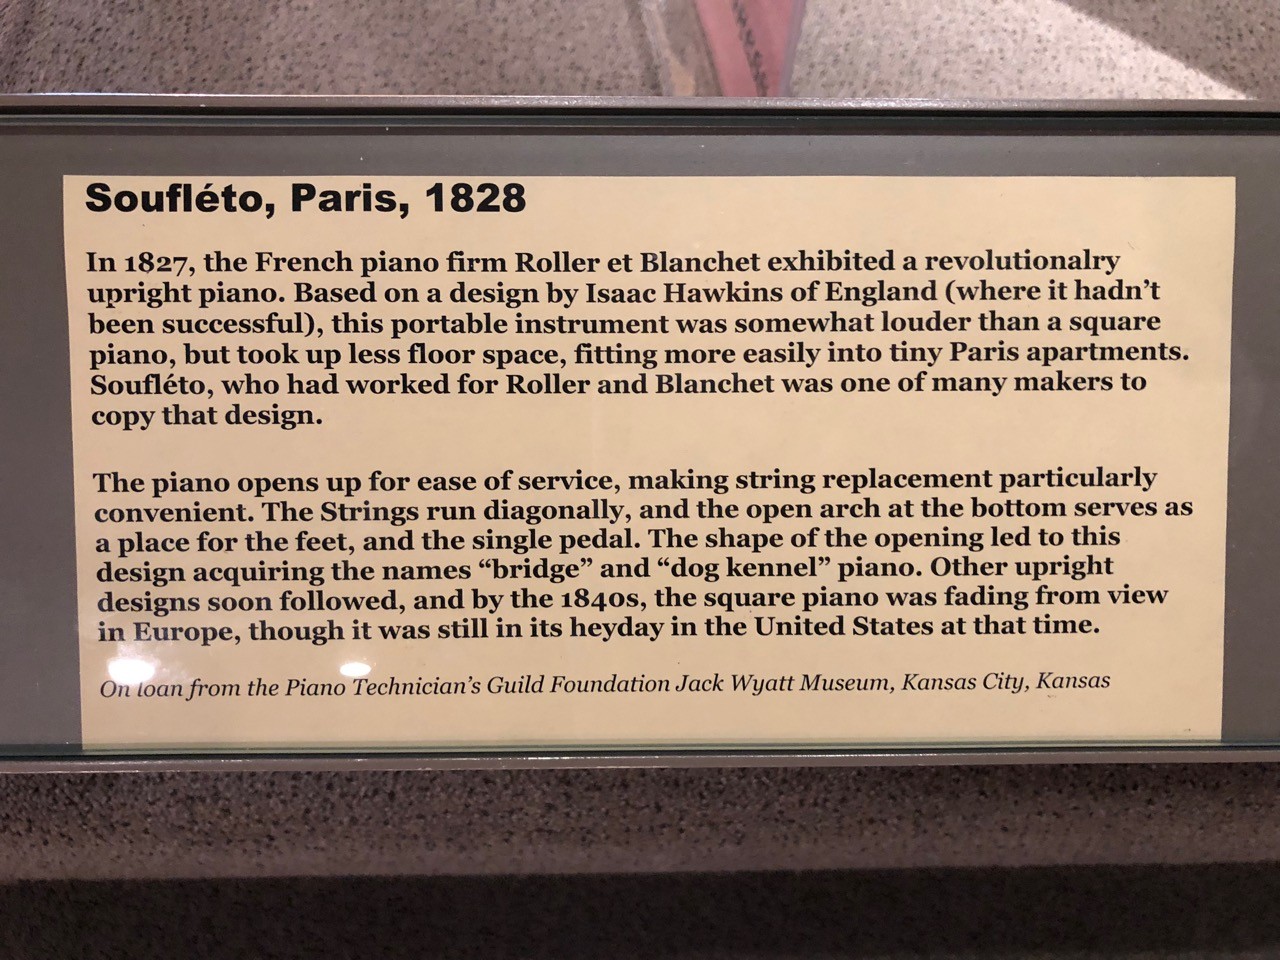 Soufléto, Paris, 1828
In 1827, the French piano firm Roller et Blanchet exhibited a revolutionalry
upright piano. Based on a design by Isaac Hawkins of England (where it hadn’t
been successful), this portable instrument was somewhat louder than a square
piano, but took up less floor space, fitting more easily into tiny Paris apartments.
Soufléto, who had worked for Roller and Blanchet was one of many makers to
copy that design.
The piano opens up for ease of service, making string replacement particularly
convenient. The Strings run diagonally, and the open arch at the bottom serves as
a place for the feet, and the single pedal. The shape of the opening led to this
design acquiring the names “bridge” and “dog kennel” piano. Other upright
designs soon followed, and by the 1840s, the square piano was fading from view
in Europe, though it was still in its heyday in the United States at that time.
On loan from the Piano Technician’s Guild Foundation Jack Wyatt Museum, Kansas City, Kansas